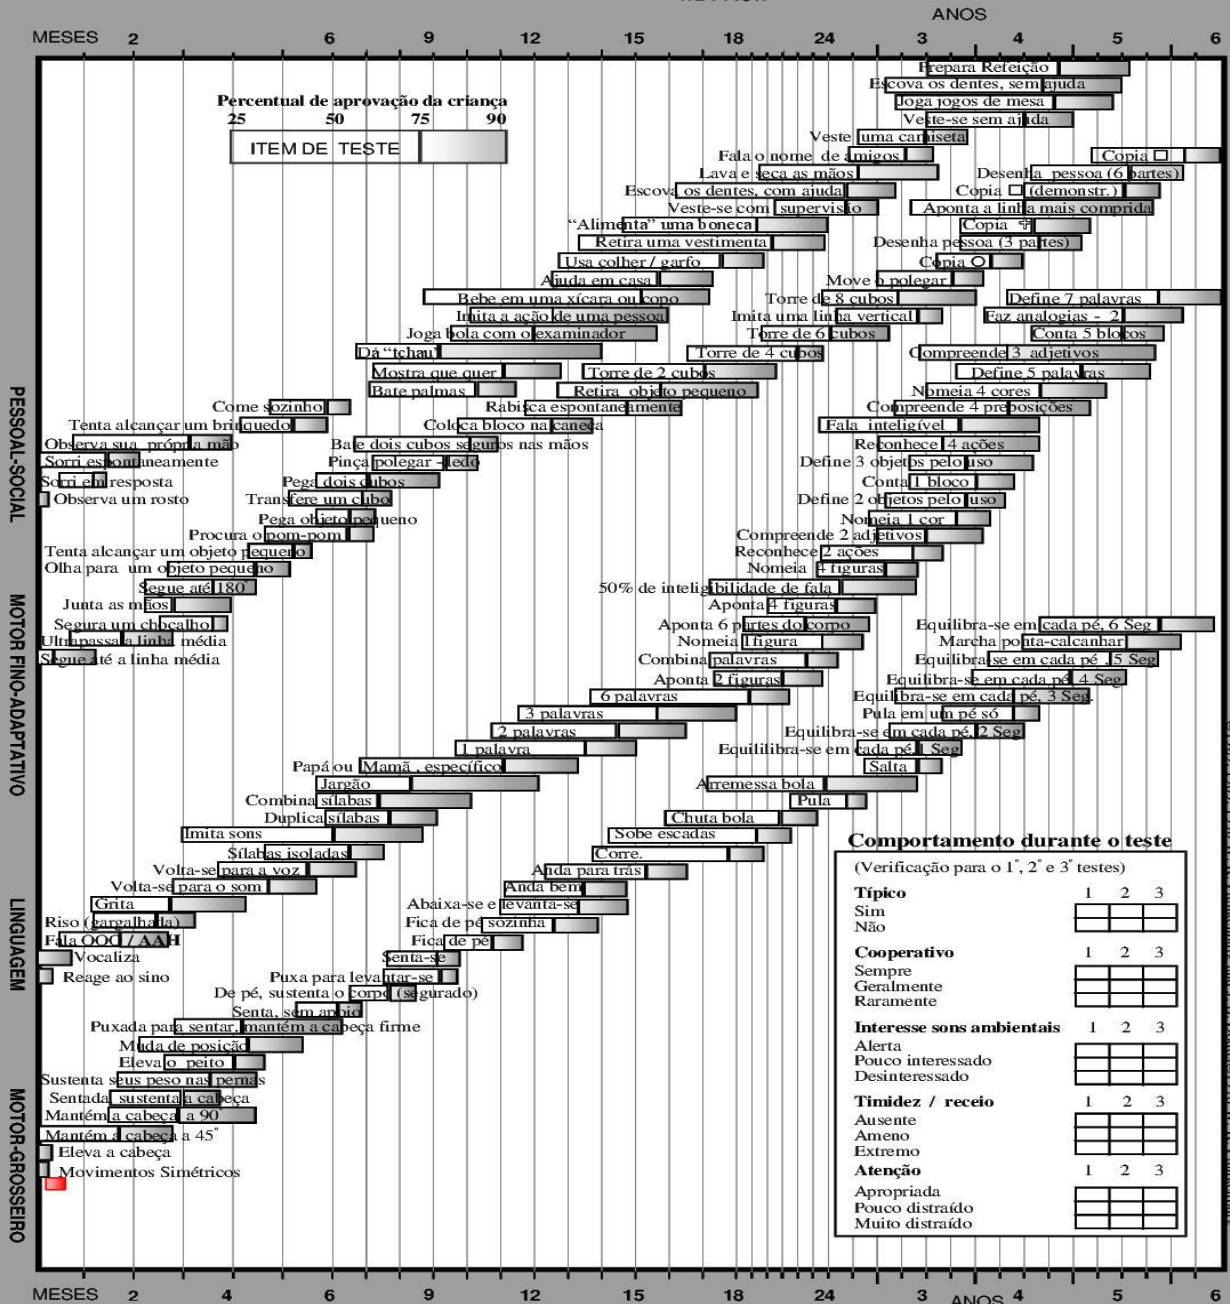 ANOS
MESES 2 4 6 9 12 15 18 24 3 4 5 6
Percentual de aprovação da criança
25 50 75 90
ITEM DE TESTE
Prepara Refeição
Escova os dentes, sem ajuda
Joga jogos de mesa
Veste-se sem ajuda
Veste uma camiseta
Fala o nome de amigos
Copia □
Lava e seca as mãos
Desenha pessoa (6 partes)
Escova os dentes, com ajuda
Copia □ (demonstr.)
Veste-se com supervisão
Aponta a linha mais comprida
“Alimenta” uma boneca
Copia
Retira uma vestimenta
Desenha pessoa (3 partes)
Usa colher / garfo
Copia O
Ajuda em casa
Move o polegar
Bebe em uma xícara ou copo
Torre de 8 cubos
Define 7 palavras
Imita a ação de uma pessoa
Imita uma linha vertical
Faz analogias - 2
Joga bola com o examinador
Torre de 6 cubos
Conta 5 blocos
Dá “tchau”
Torre de 4 cubos
Compreende 3 adjetivos
Mostra que quer
Torre de 2 cubos
Define 5 palavras
Bate palmas
Retira objeto pequeno
Nomeia 4 cores
Come sozinho
Rabisca espontaneamente
Compreende 4 preposições
Tenta alcançar um brinquedo
Coloca bloco na caneca
Fala inteligível
Observa sua própria mão
Bate dois cubos seguros nas mãos
Reconhece 4 ações
Sorri espontaneamente
Pinça polegar - dedo
Define 3 objetos pelo uso
Sorri em resposta
Pega dois cubos
Conta 1 bloco
Observa um rosto
Transfere um cubo
Define 2 objetos pelo uso
Pega objeto pequeno
Nomeia 1 cor
Procura o pom-pom
Compreende 2 adjetivos
Tenta alcançar um objeto pequeno
Reconhece 2 ações
Olha para um objeto pequeno
Nomeia 4 figuras
Segue até 180°
50% de inteligibilidade de fala
Junta as mãos
Aponta 4 figuras
Segura um chocalho
Aponta 6 partes do corpo
Equilibra-se em cada pé, 6 Seg
Ultrapassa a linha média
Nomeia 1 figura
Marcha ponta-calcanhar
Segue até a linha média
Combina palavras
Equilibra-se em cada pé , 5 Seg
Aponta 2 figuras
Equilibra-se em cada pé 4 Seg
6 palavras
Equilibra-se em cada pé, 3 Seg.
3 palavras
Pula em um pé só
2 palavras
Equilibra-se em cada pé, 2 Seg
1 palavra
Equililibra-se em cada pé, 1 Seg
Papá ou Mamã , específico
Salta
Jargão
Arremessa bola
Combina sílabas
Pula
Duplica sílabas
Chuta bola
Imita sons
Sobe escadas
Sílabas isoladas
Corre.
Volta-se para a voz
Anda para trás
Volta-se para o som
Anda bem
Grita
Abaixa-se e levanta-se
Riso (gargalhada)
Fica de pé sozinha
Fala OOO / AAH
Fica de pé
Vocaliza
Senta-se
Reage ao sino
Puxa para levantar-se
De pé, sustenta o corpo (segurado)
Senta, sem apoio
Puxada para sentar, mantém a cabeça firme
Muda de posição
Eleva o peito
Sustenta seus peso nas pernas
Sentada sustenta a cabeça
Mantém a cabeça a 90°
Mantém a cabeça a 45°
Eleva a cabeça
Movimentos Simétricos
PESSOAL-SOCIAL
MOTOR FINO-ADAPTATIVO
LINGUAGEM
MOTOR-GROSSEIRO
Comportamento durante o teste
(Verificação para o 1°, 2° e 3° testes)
Típico 1 2 3
Sim
Não
Cooperativo 1 2 3
Sempre
Geralmente
Raramente
Interesse sons ambientais 1 2 3
Alerta
Pouco interessado
Desinteressado
Timidez / receio 1 2 3
Ausente
Ameno
Extremo
Atenção 1 2 3
Apropriada
Pouco distraído
Muito distraído
MESES 2 4 6 9 12 15 18 24 3 4 5 6
ANOS